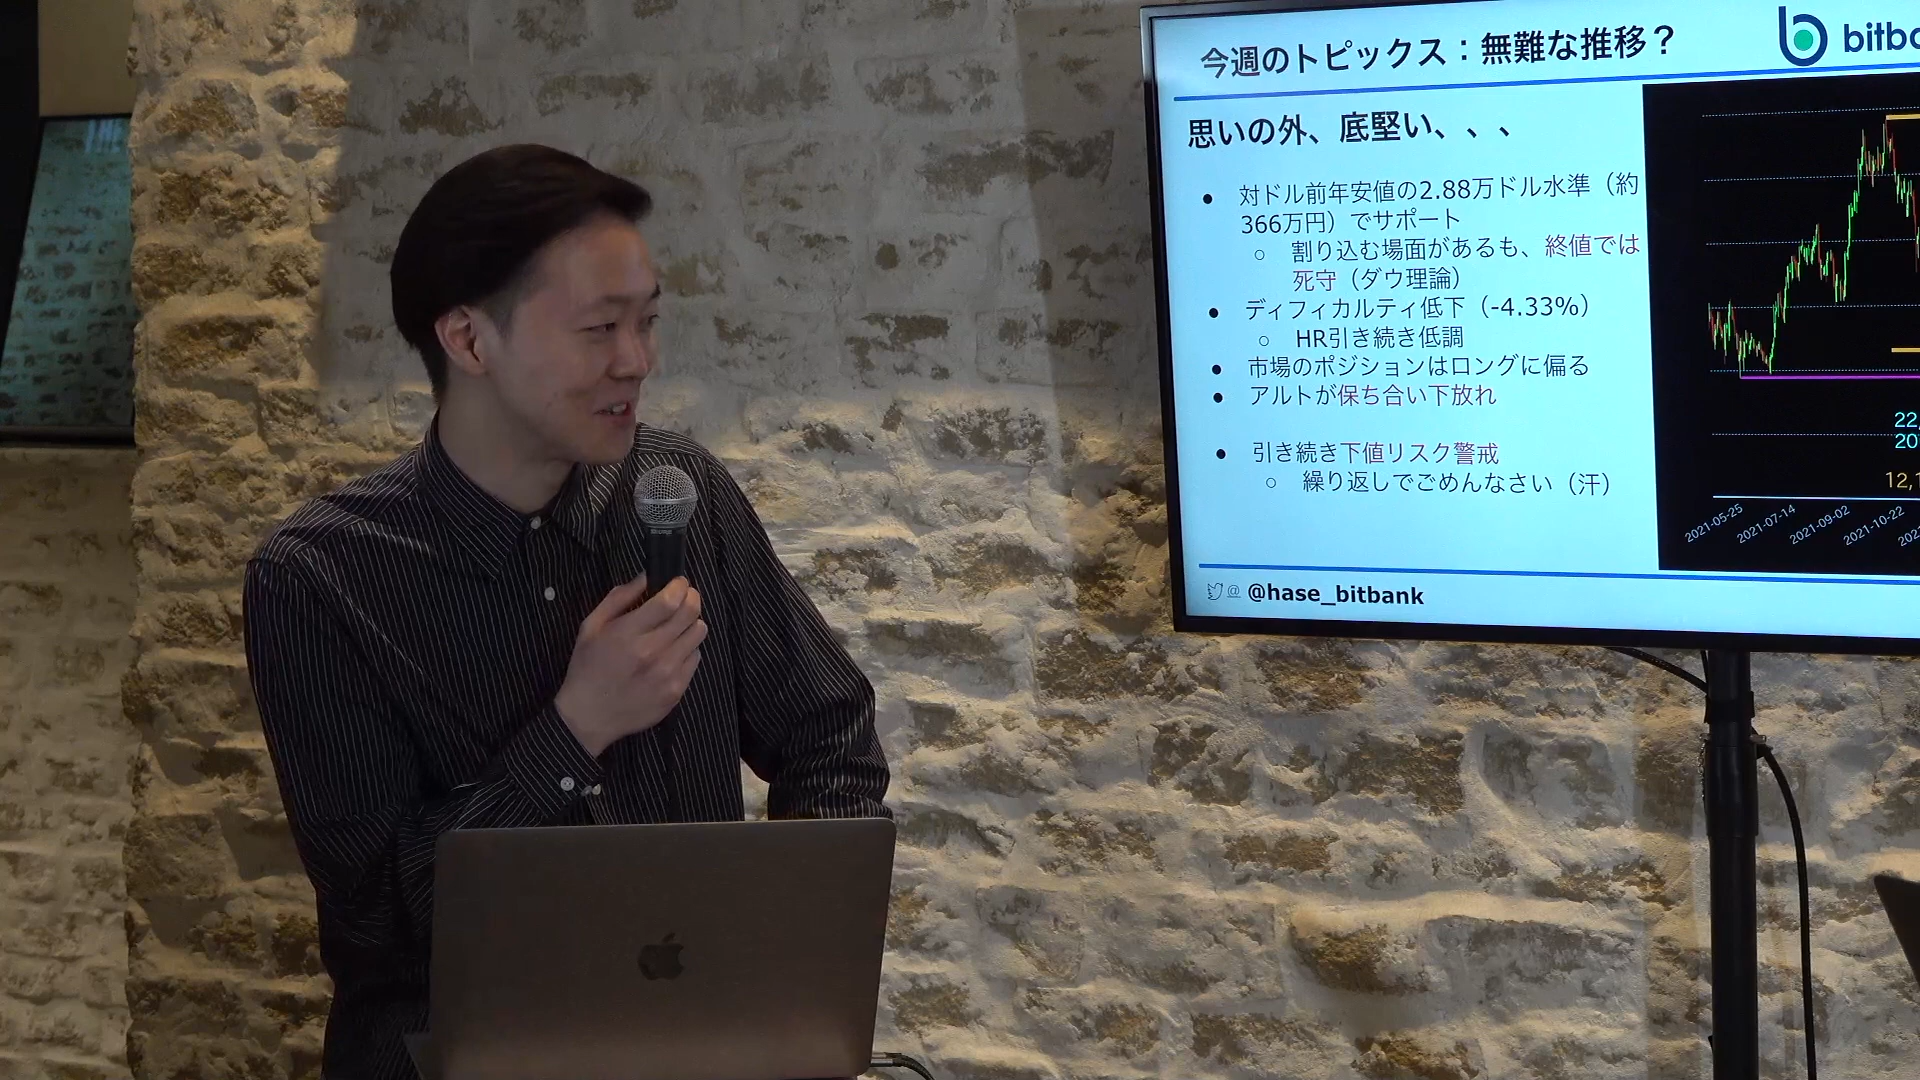 今週のトピックス：無難な推移？
思いの外、底堅い、、、
● 対ドル前年安値の2.88万ドル水準（約
366万円）でサポート
○ 割り込む場面があるも、終値では
死守（ダウ理論）
● ディフィカルティ低下（-4.33%）
○ HR引き続き低調
● 市場のポジションはロングに偏る
● アルトが保ち合い下放れ
● 引き続き下値リスク警戒
○ 繰り返しでごめんなさい（汗）
@ @hase_bitbank
22,
20
12,1
2021-05-25
2021-07-14
2021-09-02
2021-10-22